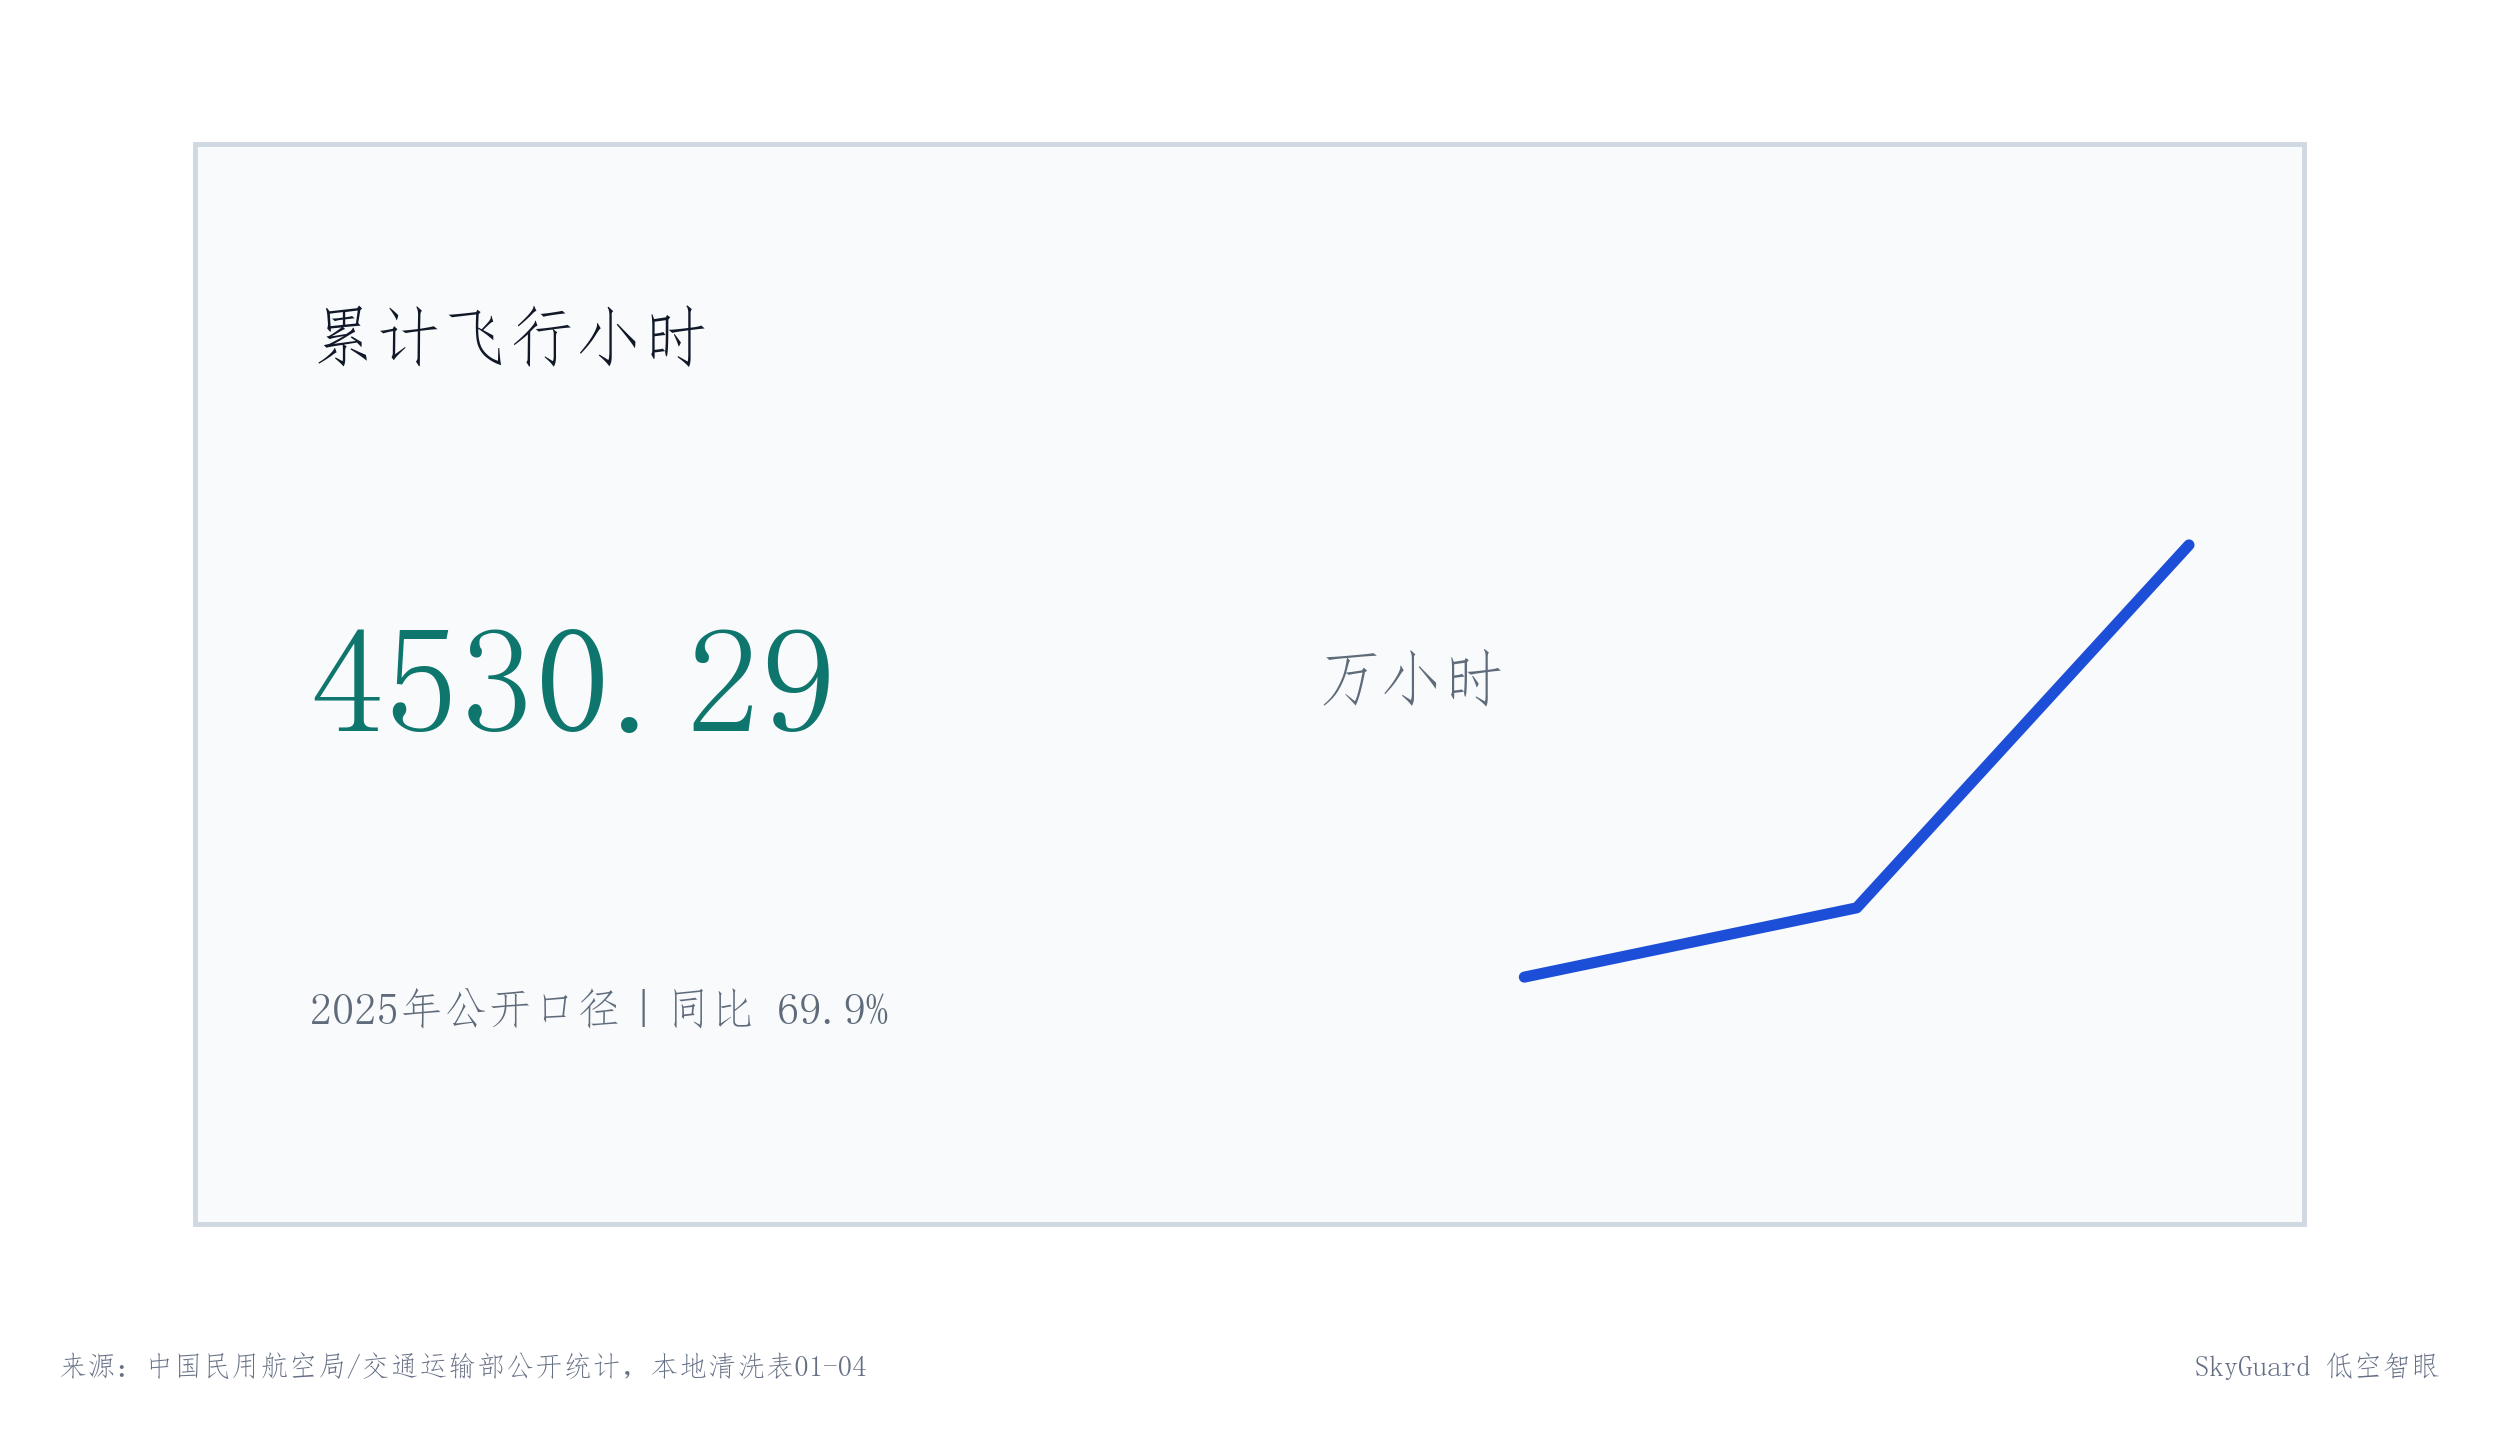 累计飞行小时
4530.29 万小时
2025年公开口径丨同比 69.9%
来源：中国民用航空局/交通运输部公开统计，本地清洗表01-04
SkyGuard 低空智眼